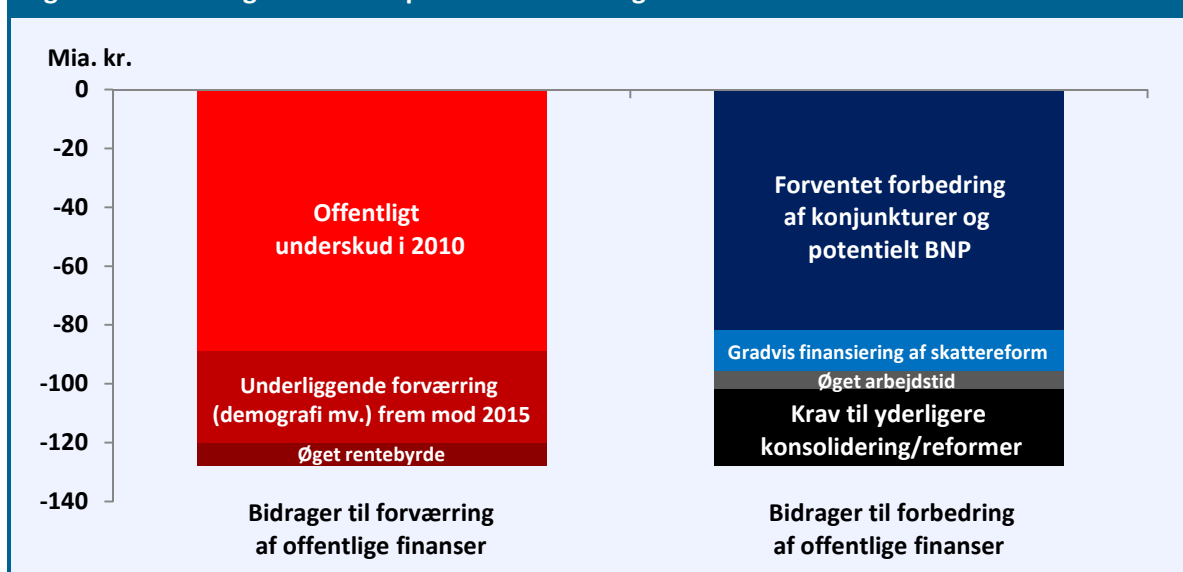 Mia. kr.
0
-20
-40
-60
-80
-100
-120
-140
Offentligt
underskud i 2010
Underliggende forværring
(demografi mv.) frem mod 2015
Øget rentebyrde
Forventet forbedring
af konjunkturer og
potentielt BNP
Gradvis finansiering af skattereform
Øget arbejdstid
Krav til yderligere
konsolidering/reformer
Bidrager til forværring
af offentlige finanser
Bidrager til forbedring
af offentlige finanser